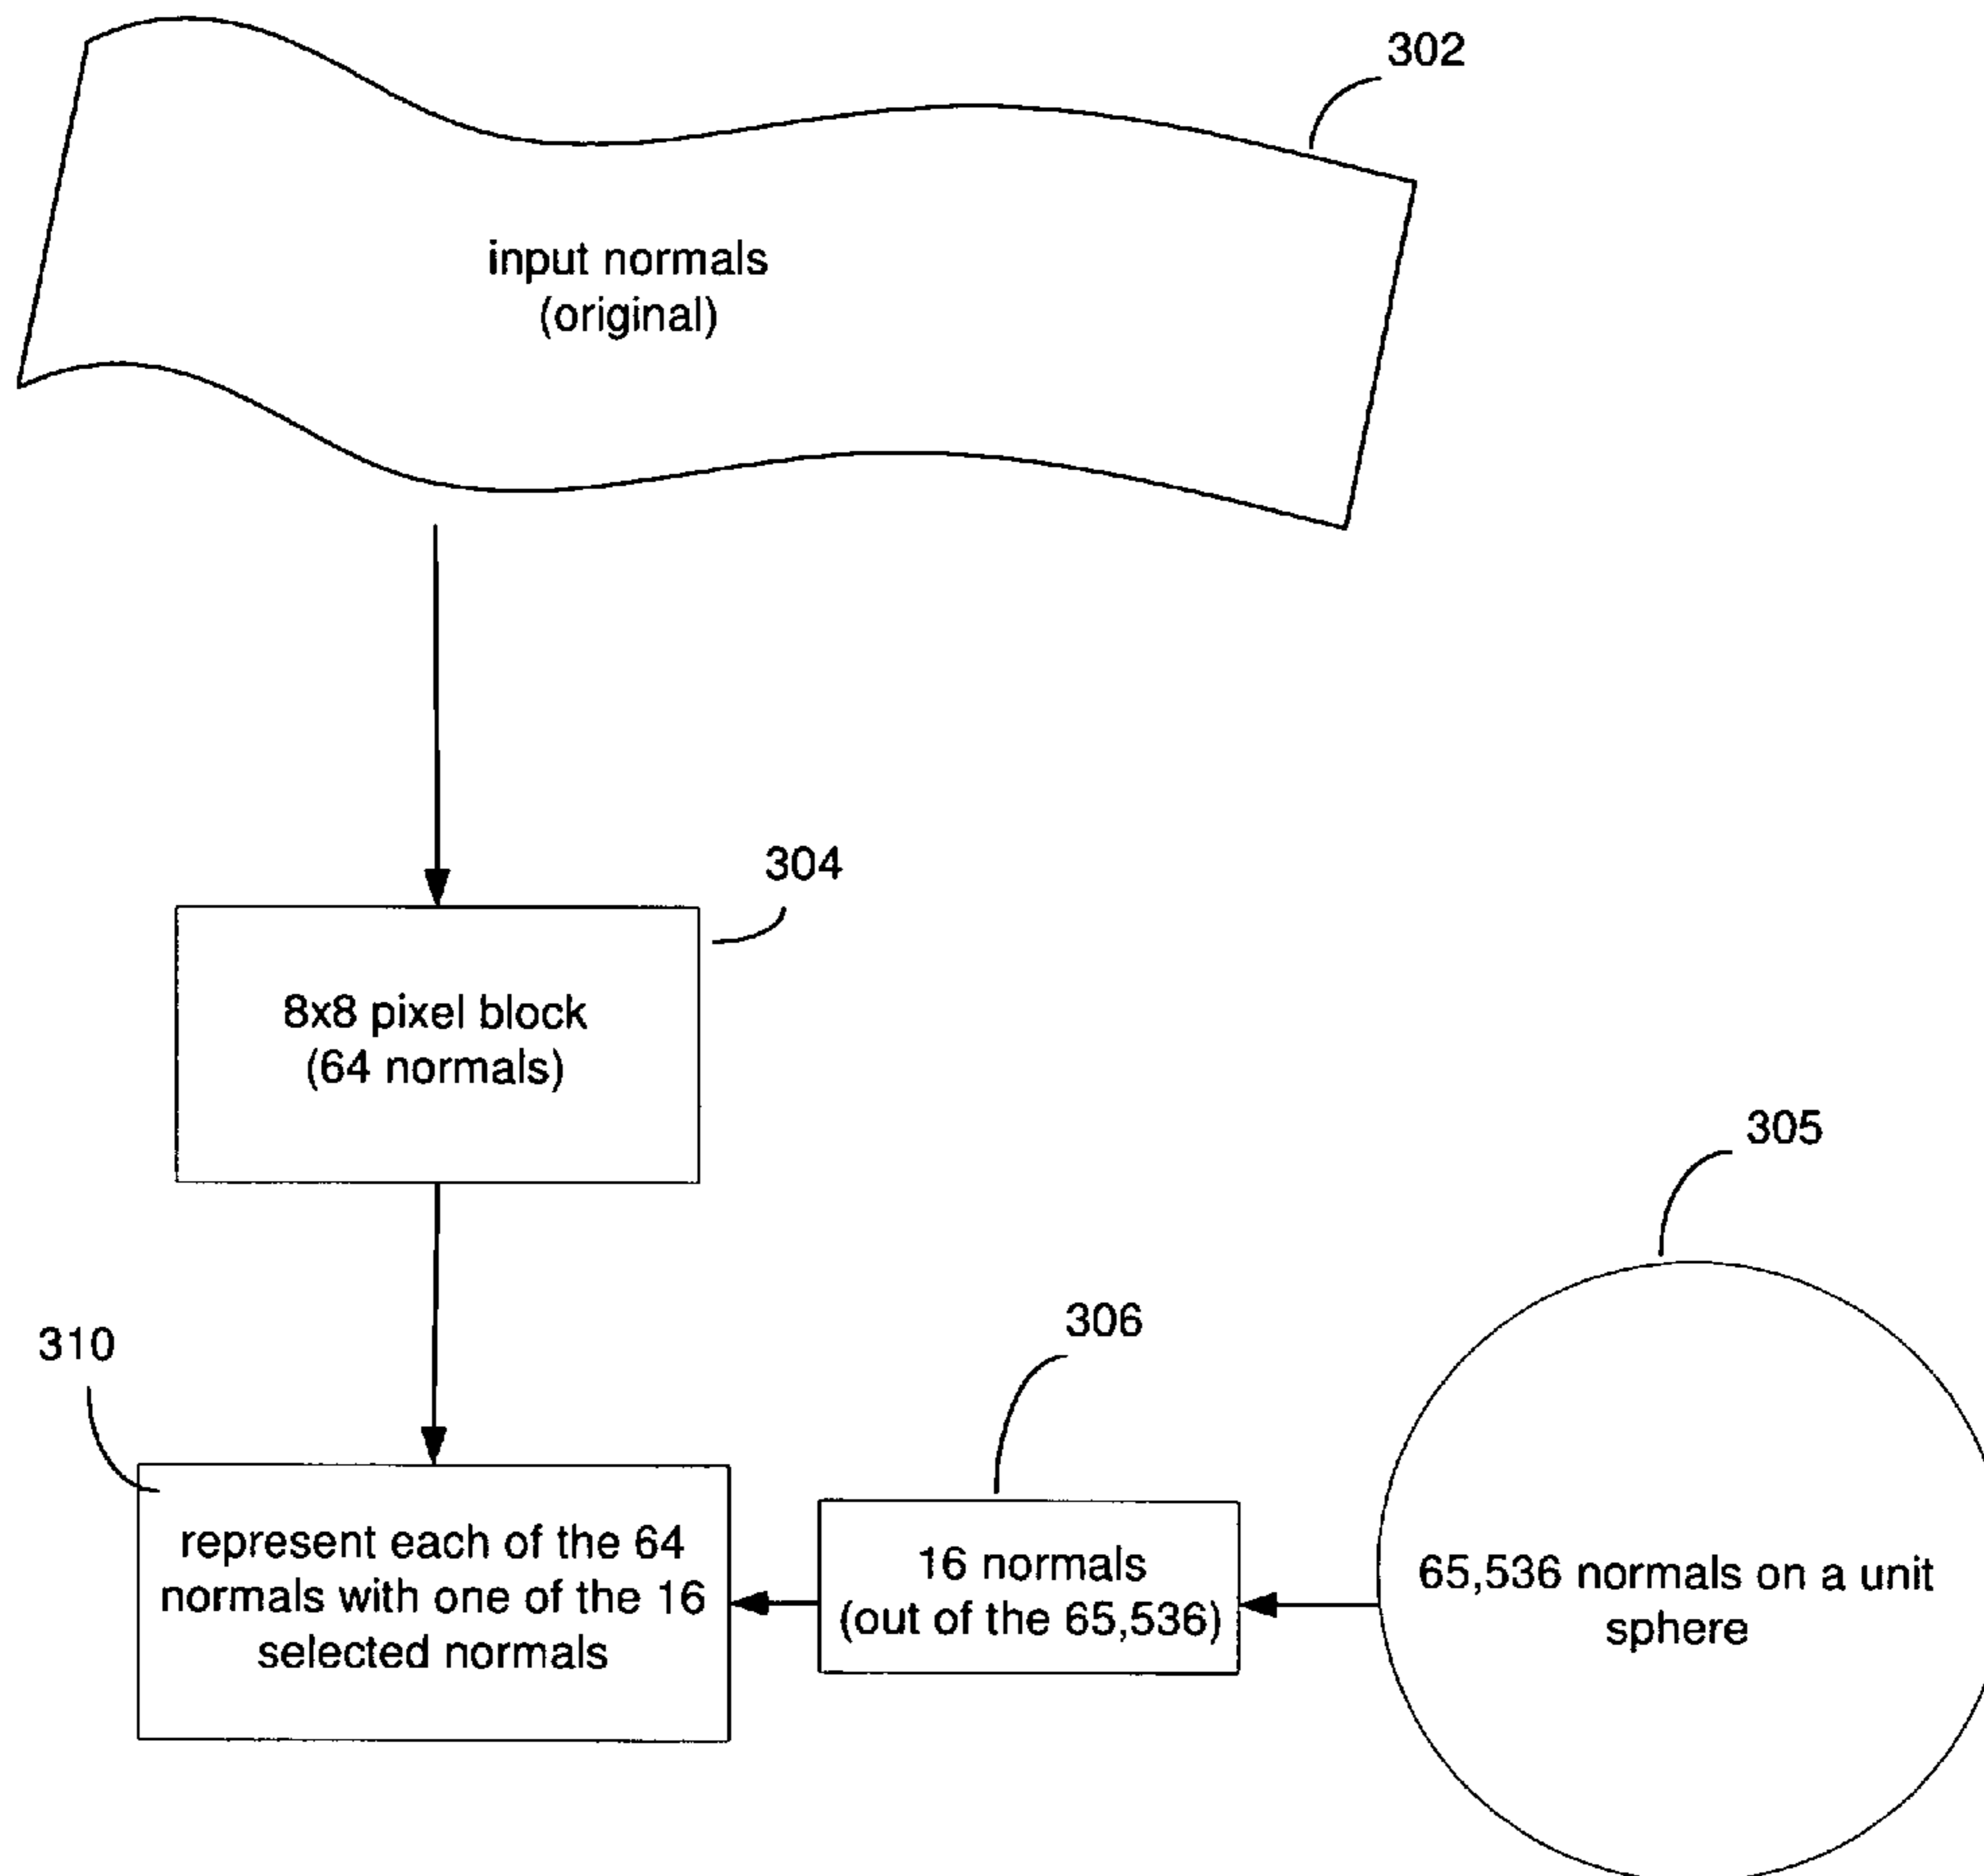 302
input normals
(original)
304
8x8 pixel block
(64 normals)
305
306
310
represent each of the 64
normals with one of the 16
selected normals
16 normals
(out of the 65,536)
65,536 normals on a unit
sphere